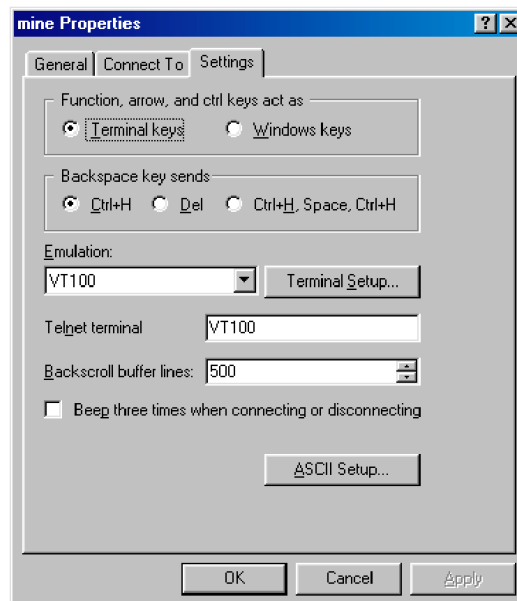 mine Properties
General Connect To Settings
Function, arrow, and ctrl keys act as
Terminal keys Windows keys
Backspace key sends
Ctrl+H Del Ctrl+H, Space, Ctrl+H
Emulation:
VT100 Terminal Setup...
Telnet terminal VT100
Backscroll buffer lines: 500
Beep three times when connecting or disconnecting
ASCII Setup...
OK Cancel Apply